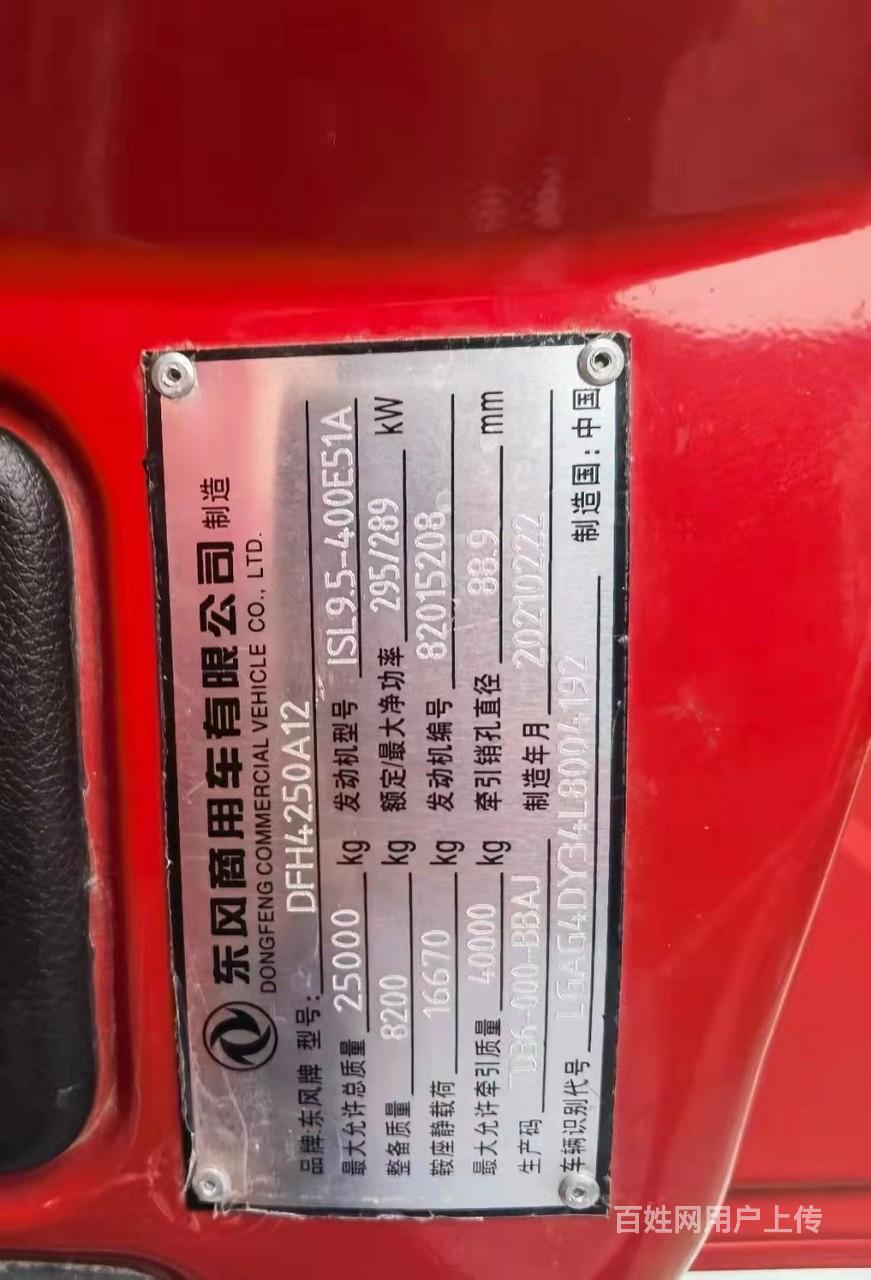 东风商用车有限公司 制造
DONGFENG COMMERCIAL VEHICLE CO., LTD.
品牌:东风牌 型号: DFH4250A12
最大允许总质量 25000 kg 发动机型号 ISL9.5-400E51A
整备质量 8200 kg 额定/最大净功率 295/289 kW
鞍座静载荷 16670 kg 发动机编号 82015208
最大允许牵引质量 40000 kg 牵引销孔直径 88.9 mm
生产码 TD36-000-BBAJ 制造年月 20210222
车辆识别代号 LGAG4DY34L8004192 制造国:中国
百姓网用户上传